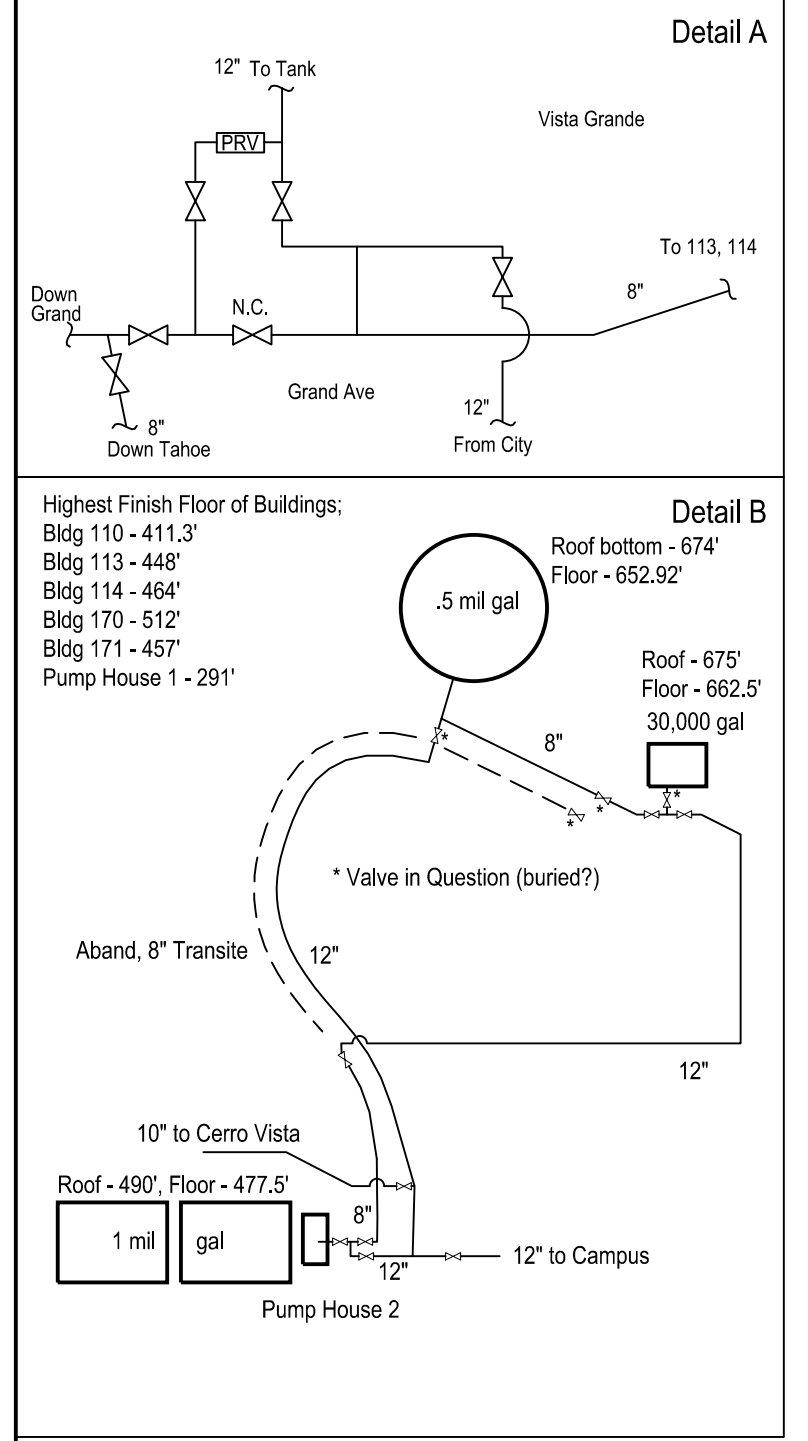 Detail A
12" To Tank
Vista Grande
PRV
To 113, 114
8"
Down
Grand
N.C.
Grand Ave
12"
8"
Down Tahoe
From City
Detail B
Highest Finish Floor of Buildings;
Bldg 110 - 411.3'
Bldg 113 - 448'
Bldg 114 - 464'
Bldg 170 - 512'
Bldg 171 - 457'
Pump House 1 - 291'
Roof bottom - 674'
Floor - 652.92'
.5 mil gal
Roof - 675'
Floor - 662.5'
30,000 gal
8"
*
*
*
*
* Valve in Question (buried?)
Aband, 8" Transite
12"
12"
10" to Cerro Vista
Roof - 490', Floor - 477.5'
1 mil gal
8"
12"
12" to Campus
Pump House 2